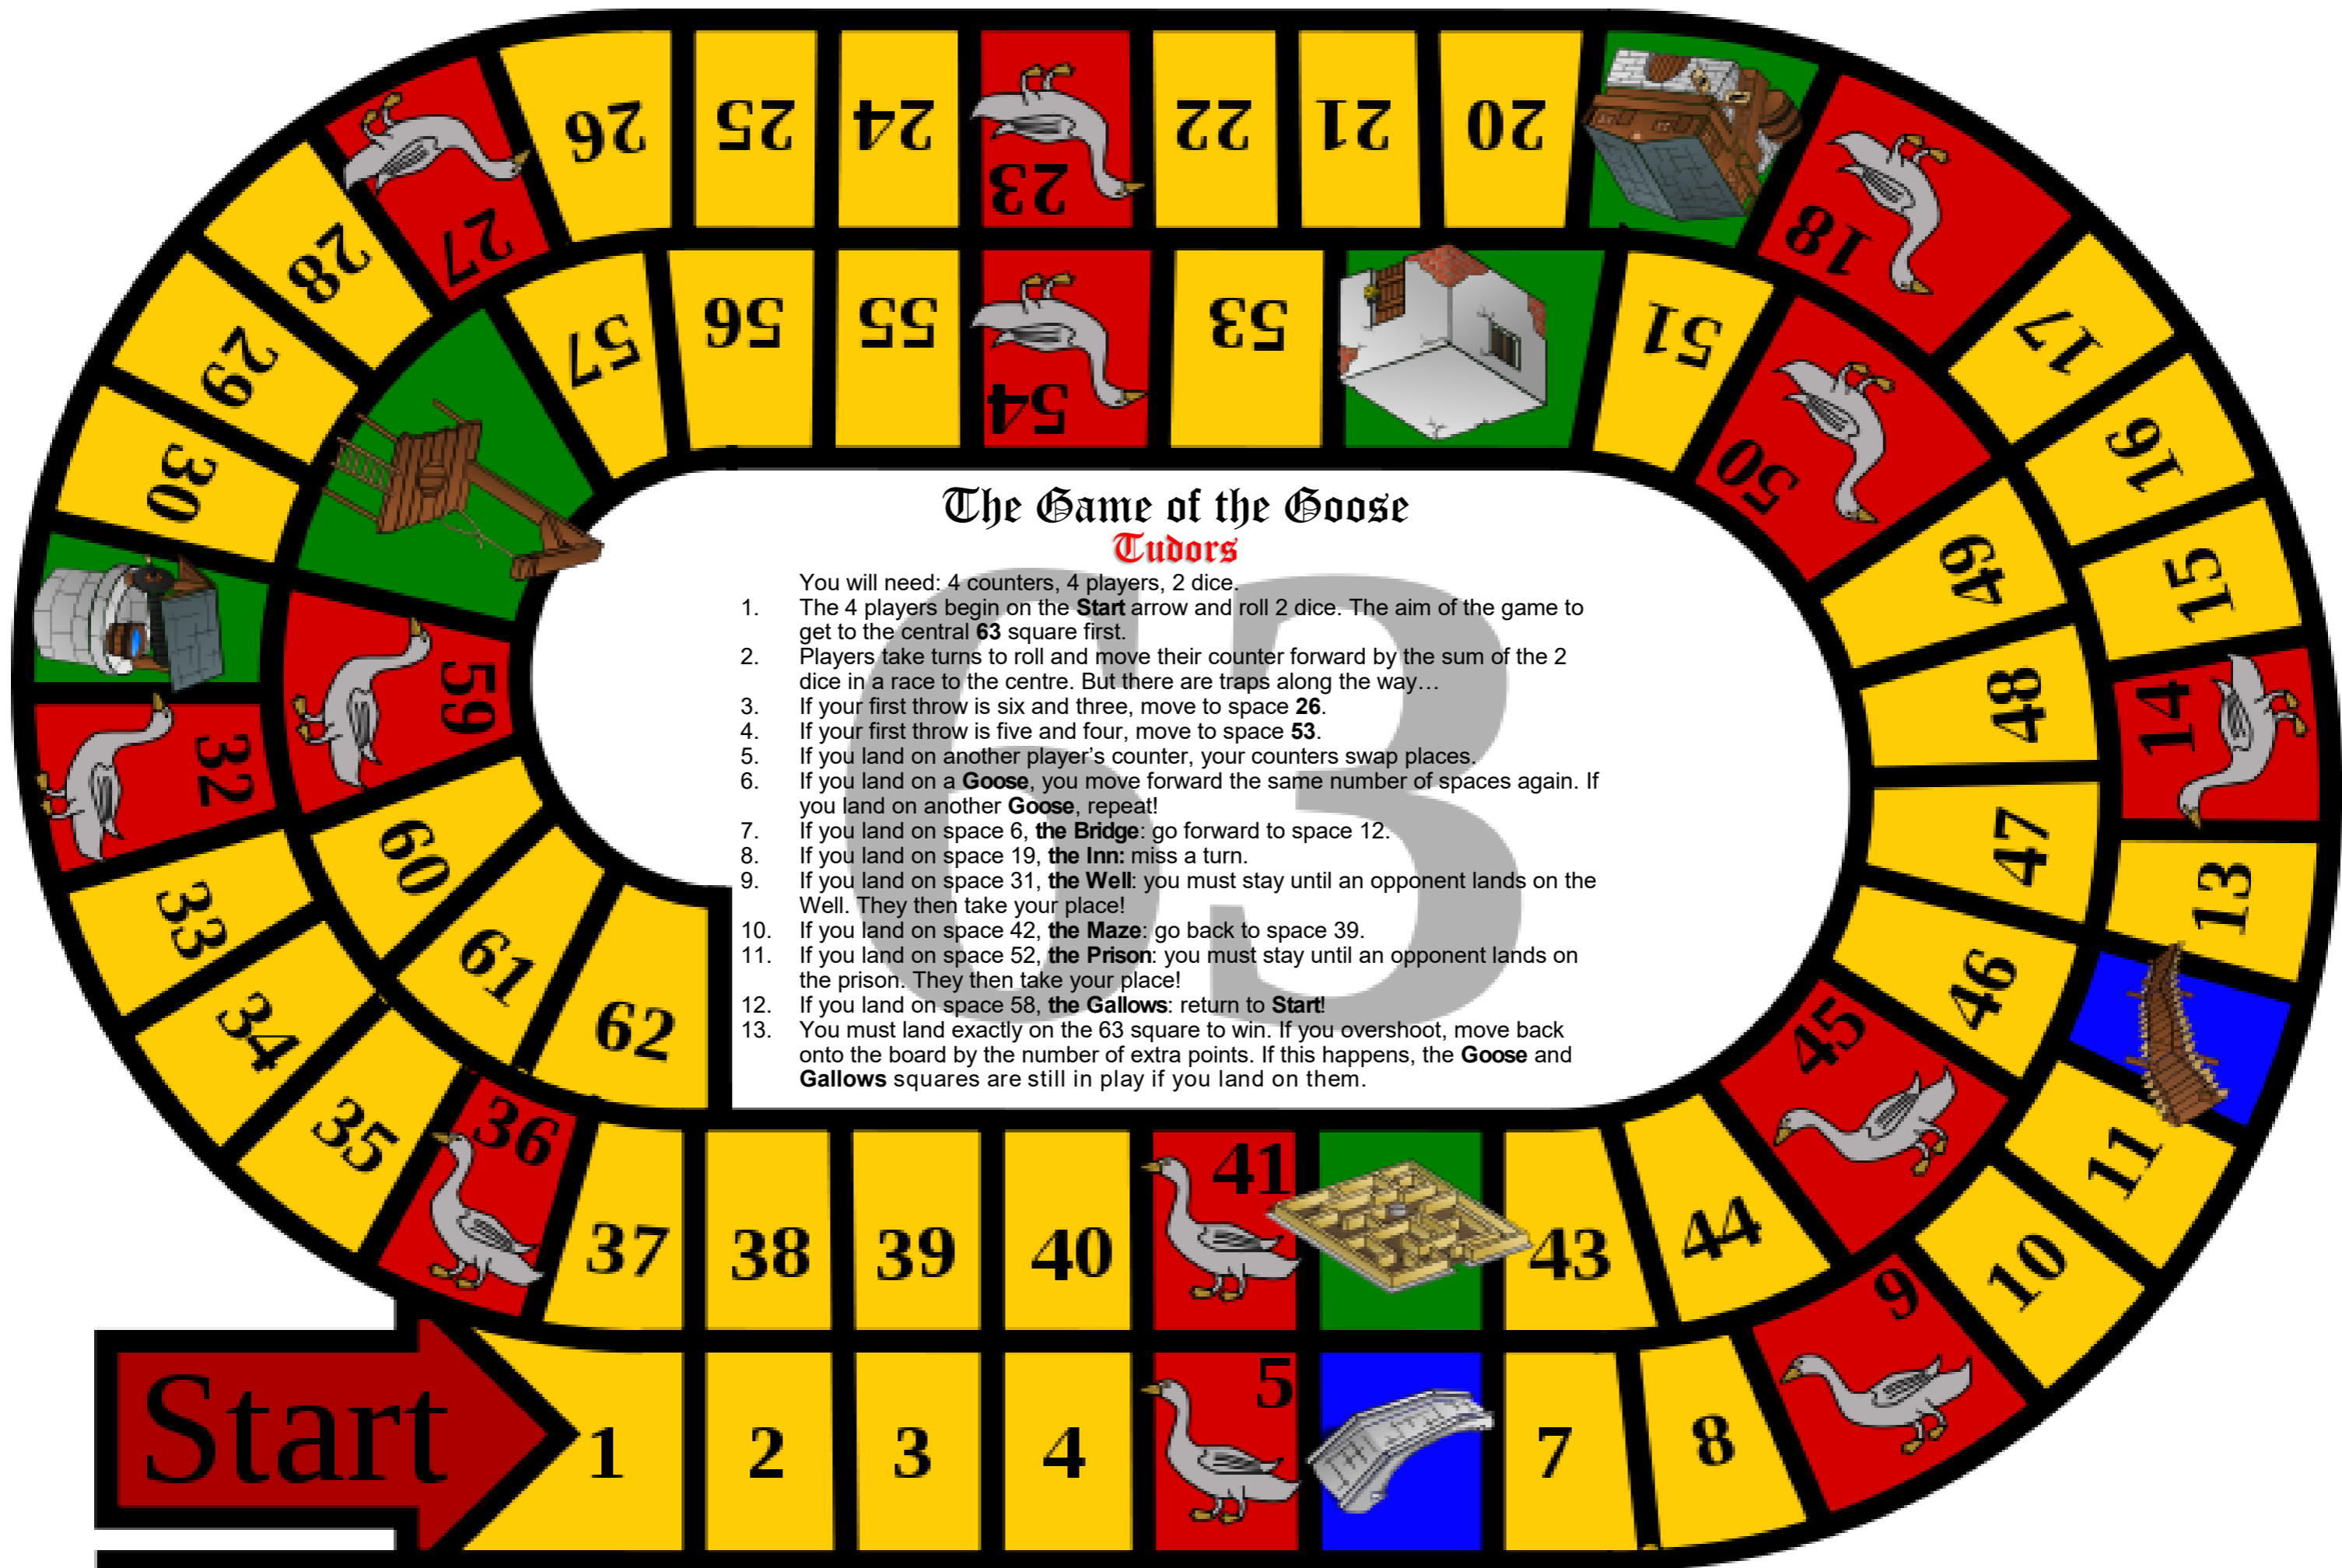 The Game of the Goose
Tudors
You will need: 4 counters, 4 players, 2 dice.
1. The 4 players begin on the Start arrow and roll 2 dice. The aim of the game to
get to the central 63 square first.
2. Players take turns to roll and move their counter forward by the sum of the 2
dice in a race to the centre. But there are traps along the way…
3. If your first throw is six and three, move to space 26.
4. If your first throw is five and four, move to space 53.
5. If you land on another player's counter, your counters swap places.
6. If you land on a Goose, you move forward the same number of spaces again. If
you land on another Goose, repeat!
7. If you land on space 6, the Bridge: go forward to space 12.
8. If you land on space 19, the Inn: miss a turn.
9. If you land on space 31, the Well: you must stay until an opponent lands on the
Well. They then take your place!
10. If you land on space 42, the Maze: go back to space 39.
11. If you land on space 52, the Prison: you must stay until an opponent lands on
the prison. They then take your place!
12. If you land on space 58, the Gallows: return to Start!
13. You must land exactly on the 63 square to win. If you overshoot, move back
onto the board by the number of extra points. If this happens, the Goose and
Gallows squares are still in play if you land on them.
Start
1
2
3
4
5
7
8
9
10
11
13
14
15
16
17
18
20
21
22
23
24
25
26
27
28
29
30
32
33
34
35
36
37
38
39
40
41
43
44
45
46
47
48
49
50
51
53
54
55
56
57
59
60
61
62
63